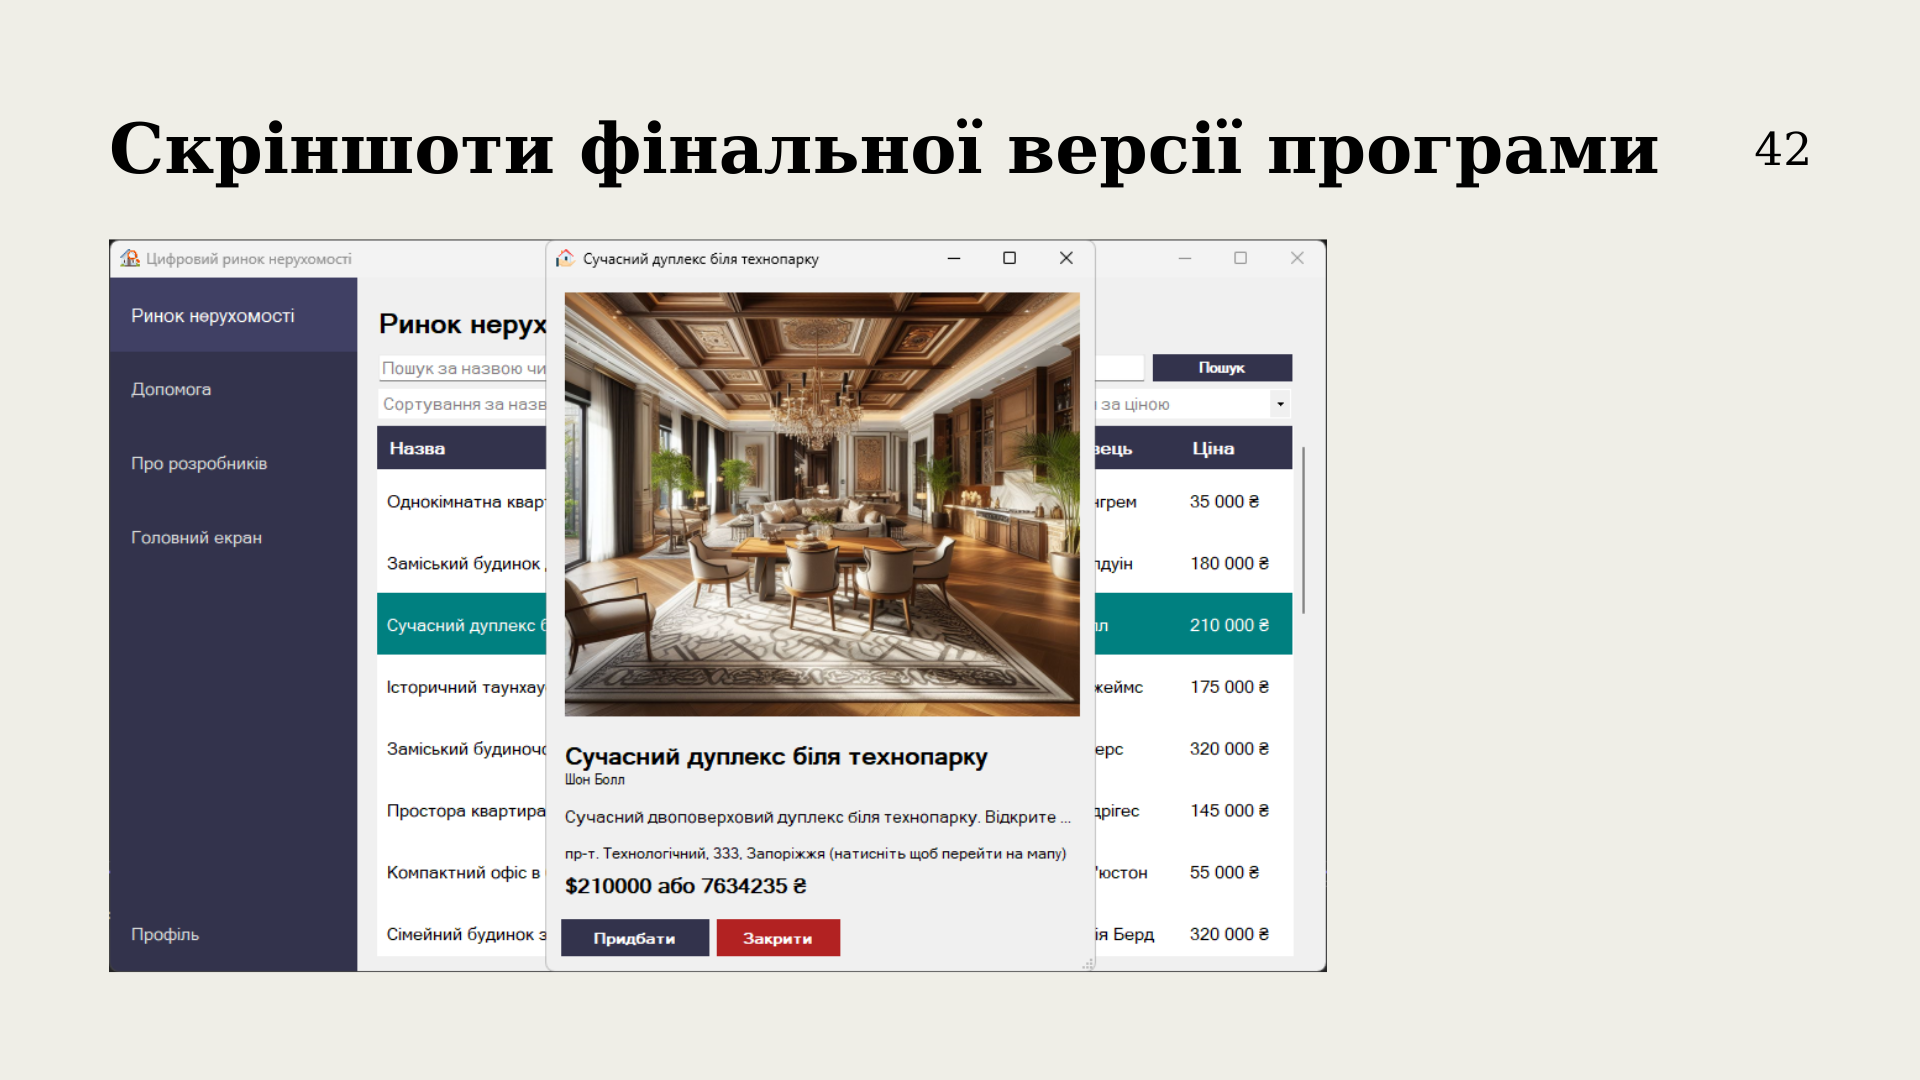 Скріншоти фінальної версії програми
42
Цифровий ринок нерухомості
Сучасний дуплекс біля технопарку
Ринок нерухомості
Допомога
Про розробників
Головний екран
Профіль
Ринок нерух
Пошук за назвою чи
Пошук
Сортування за назв
за ціною
Назва
вець
Ціна
Однокімнатна кварт
нгрем
35 000 ₴
Заміський будинок
лдуін
180 000 ₴
Сучасний дуплекс б
лл
210 000 ₴
Історичний таунхау
жеймс
175 000 ₴
Заміський будиночо
ерс
320 000 ₴
Простора квартира
дрігес
145 000 ₴
Компактний офіс в
'юстон
55 000 ₴
Сімейний будинок з
ія Берд
320 000 ₴
Сучасний дуплекс біля технопарку
Шон Болл
Сучасний двоповерховий дуплекс біля технопарку. Відкрите ...
пр-т. Технологічний, 333, Запоріжжя (натисніть щоб перейти на мапу)
$210000 або 7634235 ₴
Придбати
Закрити